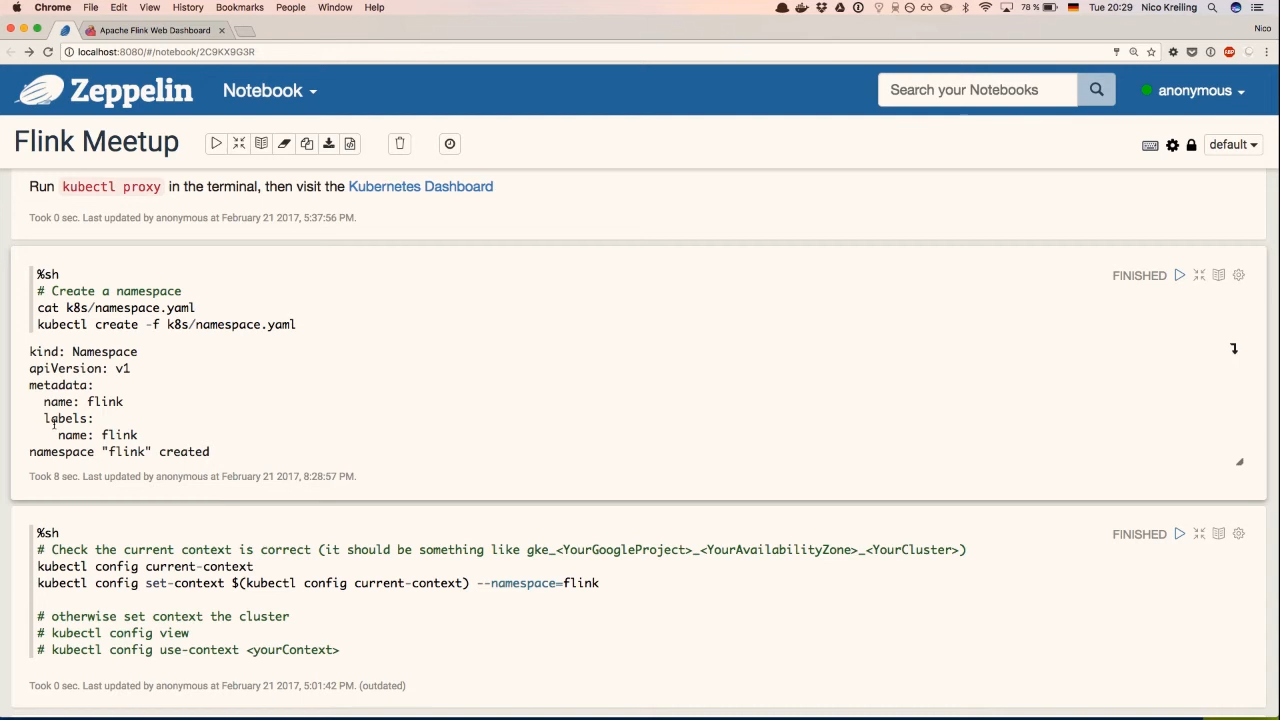 Chrome File Edit View History Bookmarks People Window Help 78 % Tue 20:29 Nico Kreiling
Apache Flink Web Dashboard × Nico
localhost:8080/#/notebook/2C9KX9G3R
Zeppelin Notebook Search your Notebooks anonymous
Flink Meetup default
Run kubectl proxy in the terminal, then visit the Kubernetes Dashboard
Took 0 sec. Last updated by anonymous at February 21 2017, 5:37:56 PM.
%sh
FINISHED
# Create a namespace
cat k8s/namespace.yaml
kubectl create -f k8s/namespace.yaml
kind: Namespace
apiVersion: v1
metadata:
  name: flink
  labels:
    name: flink
namespace "flink" created
Took 8 sec. Last updated by anonymous at February 21 2017, 8:28:57 PM.
%sh
FINISHED
# Check the current context is correct (it should be something like gke_<YourGoogleProject>_<YourAvailabilityZone>_<YourCluster>)
kubectl config current-context
kubectl config set-context $(kubectl config current-context) --namespace=flink
# otherwise set context the cluster
# kubectl config view
# kubectl config use-context <yourContext>
Took 0 sec. Last updated by anonymous at February 21 2017, 5:01:42 PM. (outdated)